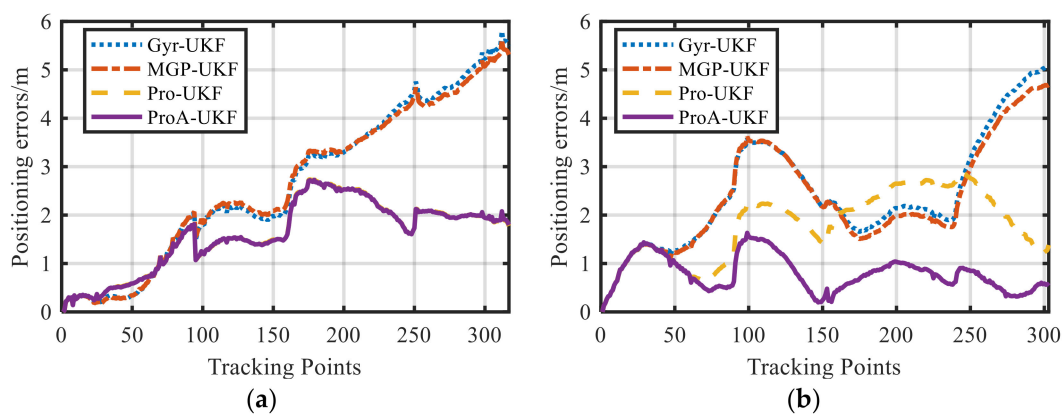 Positioning errors/m
6
5
4
3
2
1
0
Gyr-UKF
MGP-UKF
Pro-UKF
ProA-UKF
0 50 100 150 200 250 300
Tracking Points
(a)
Positioning errors/m
6
5
4
3
2
1
0
Gyr-UKF
MGP-UKF
Pro-UKF
ProA-UKF
0 50 100 150 200 250 300
Tracking Points
(b)